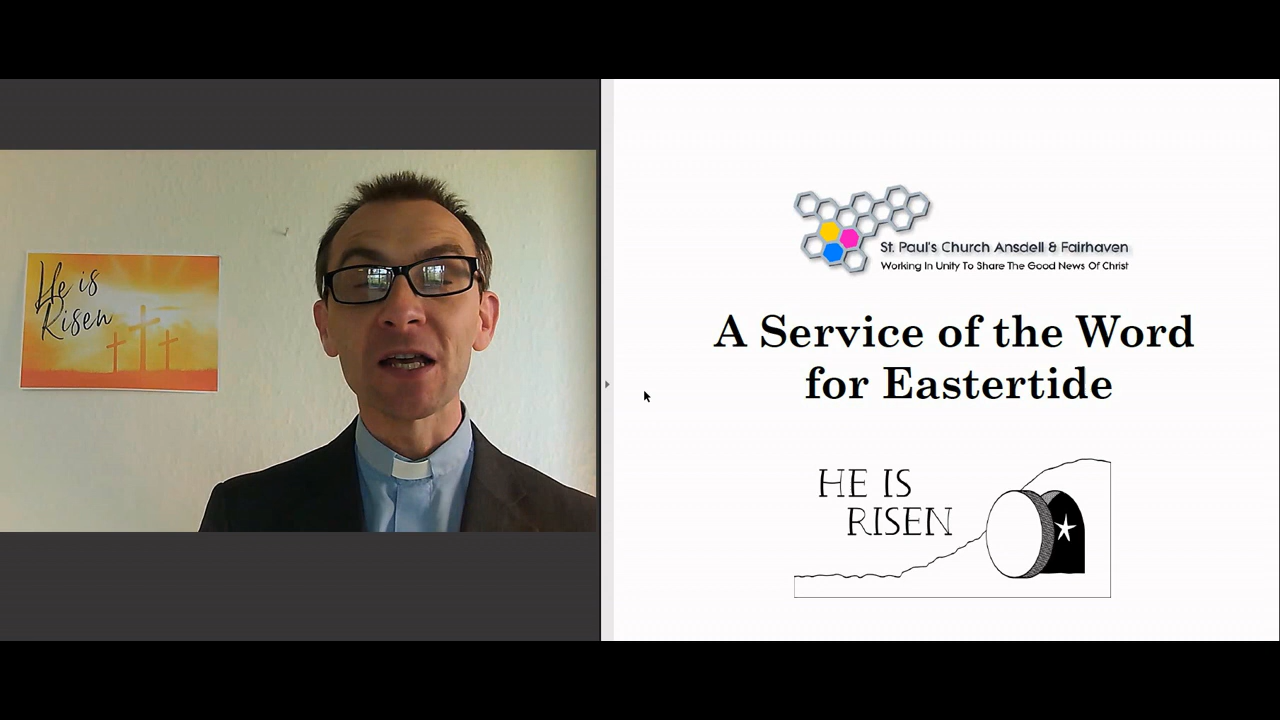 He is
Risen
St. Paul's Church Ansdell & Fairhaven
Working In Unity To Share The Good News Of Christ
A Service of the Word
for Eastertide
HE IS
RISEN